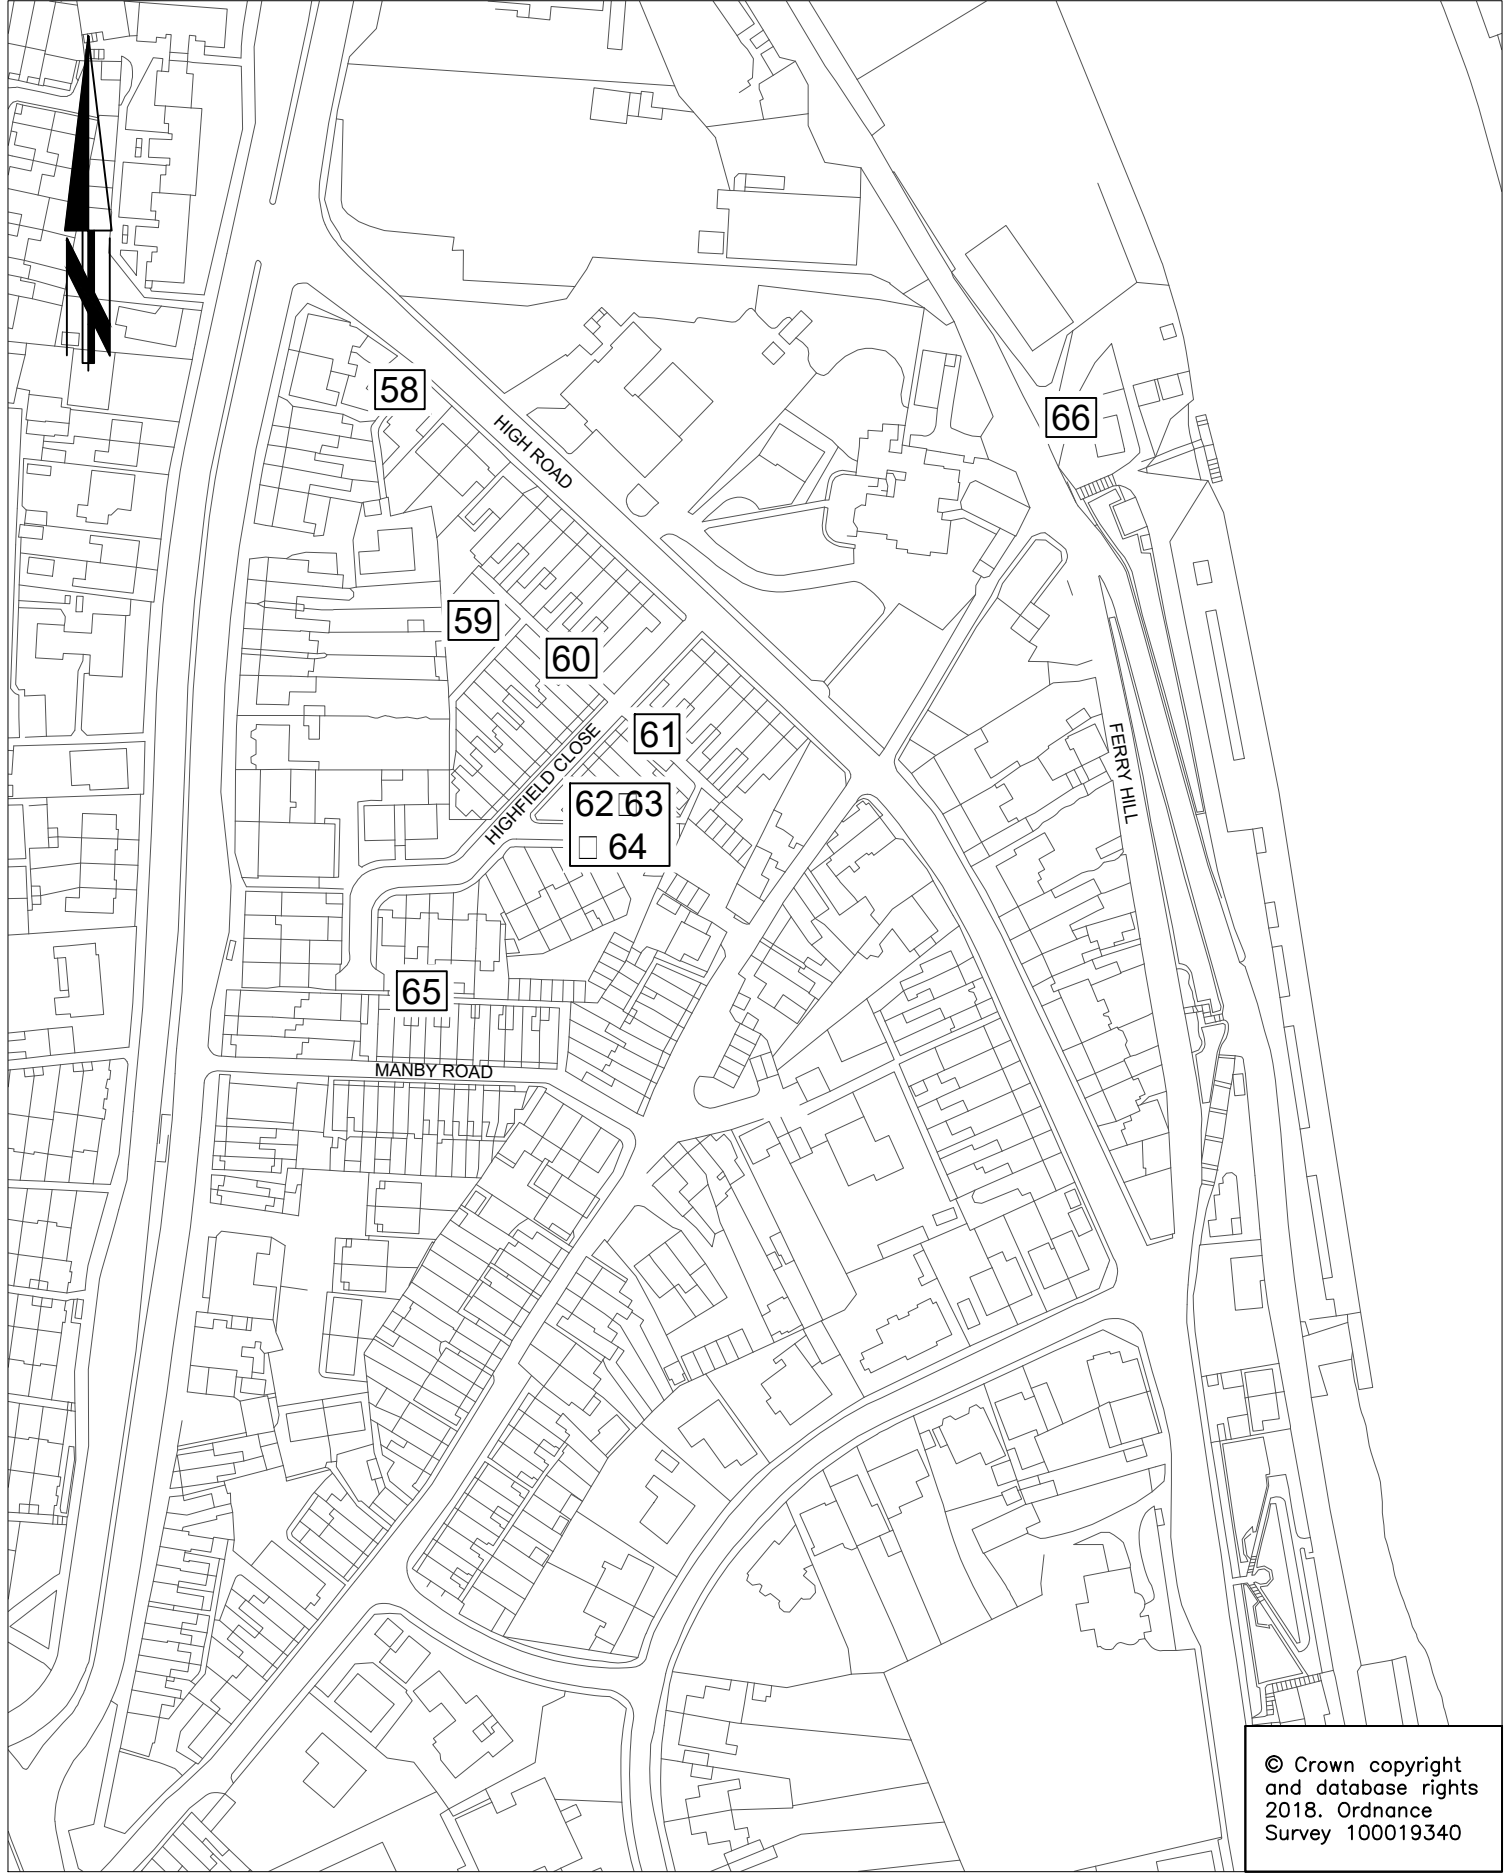 58
HIGH ROAD
66
59
60
61
HIGHFIELD CLOSE
FERRY HILL
62 63
64
65
MANBY ROAD
© Crown copyright
and database rights
2018. Ordnance
Survey 100019340